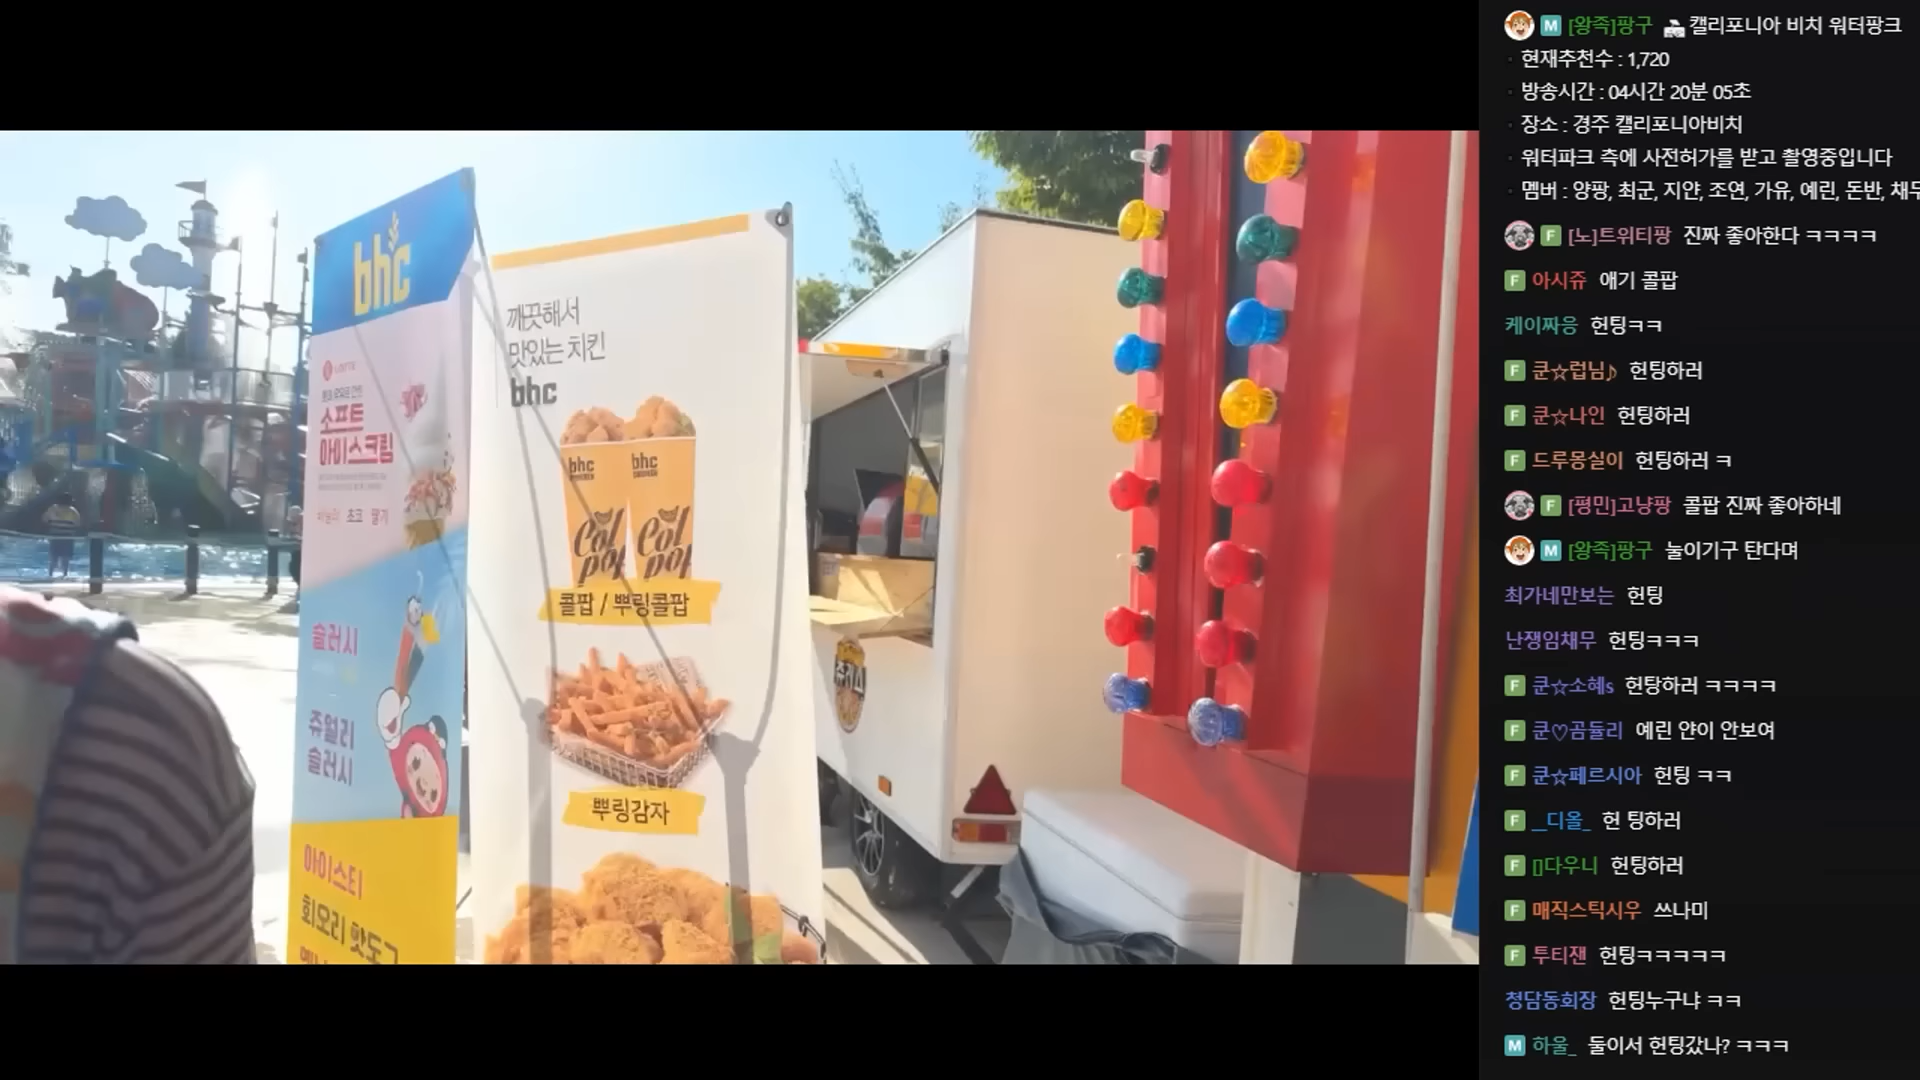 bhc
LOTTE
소프트
아이스크림
초코 딸기
슬러시
쥬얼리
슬러시
아이스티
회오리 맛도그
깨끗해서
맛있는 치킨
bhc
bhc
bhc
Col
pop
Col
pop
콜팝 / 뿌링콜팝
뿌링감자
츄러스
M [왕족]팡구 캘리포니아 비치 워터팡크
현재추천수 : 1,720
방송시간 : 04시간 20분 05초
장소 : 경주 캘리포니아비치
워터파크 측에 사전허가를 받고 촬영중입니다
멤버 : 양팡, 최군, 지얀, 조연, 가유, 예린, 돈반, 채무
F [노]트위티팡 진짜 좋아한다 ㅋㅋㅋㅋ
F 아시쥬 애기 콜팝
케이짜응 헌팅ㅋㅋ
F 쿤☆럽님♪ 헌팅하러
F 쿤☆나인 헌팅하러
F 드루몽실이 헌팅하러 ㅋ
F [평민]고냥팡 콜팝 진짜 좋아하네
M [왕족]팡구 눌이기구 탄다며
최가네만보는 헌팅
난쟁임채무 헌팅ㅋㅋㅋ
F 쿤☆소혜s 헌탕하러 ㅋㅋㅋㅋ
F 쿤♡곰듈리 예린 얀이 안보여
F 쿤☆페르시아 헌팅 ㅋㅋ
F __디올_ 헌 팅하러
F []다우니 헌팅하러
F 매직스틱시우 쓰나미
F 투티잰 헌팅ㅋㅋㅋㅋㅋ
청담동회장 헌팅누구냐 ㅋㅋ
M 하울_ 둘이서 헌팅갔나? ㅋㅋㅋ